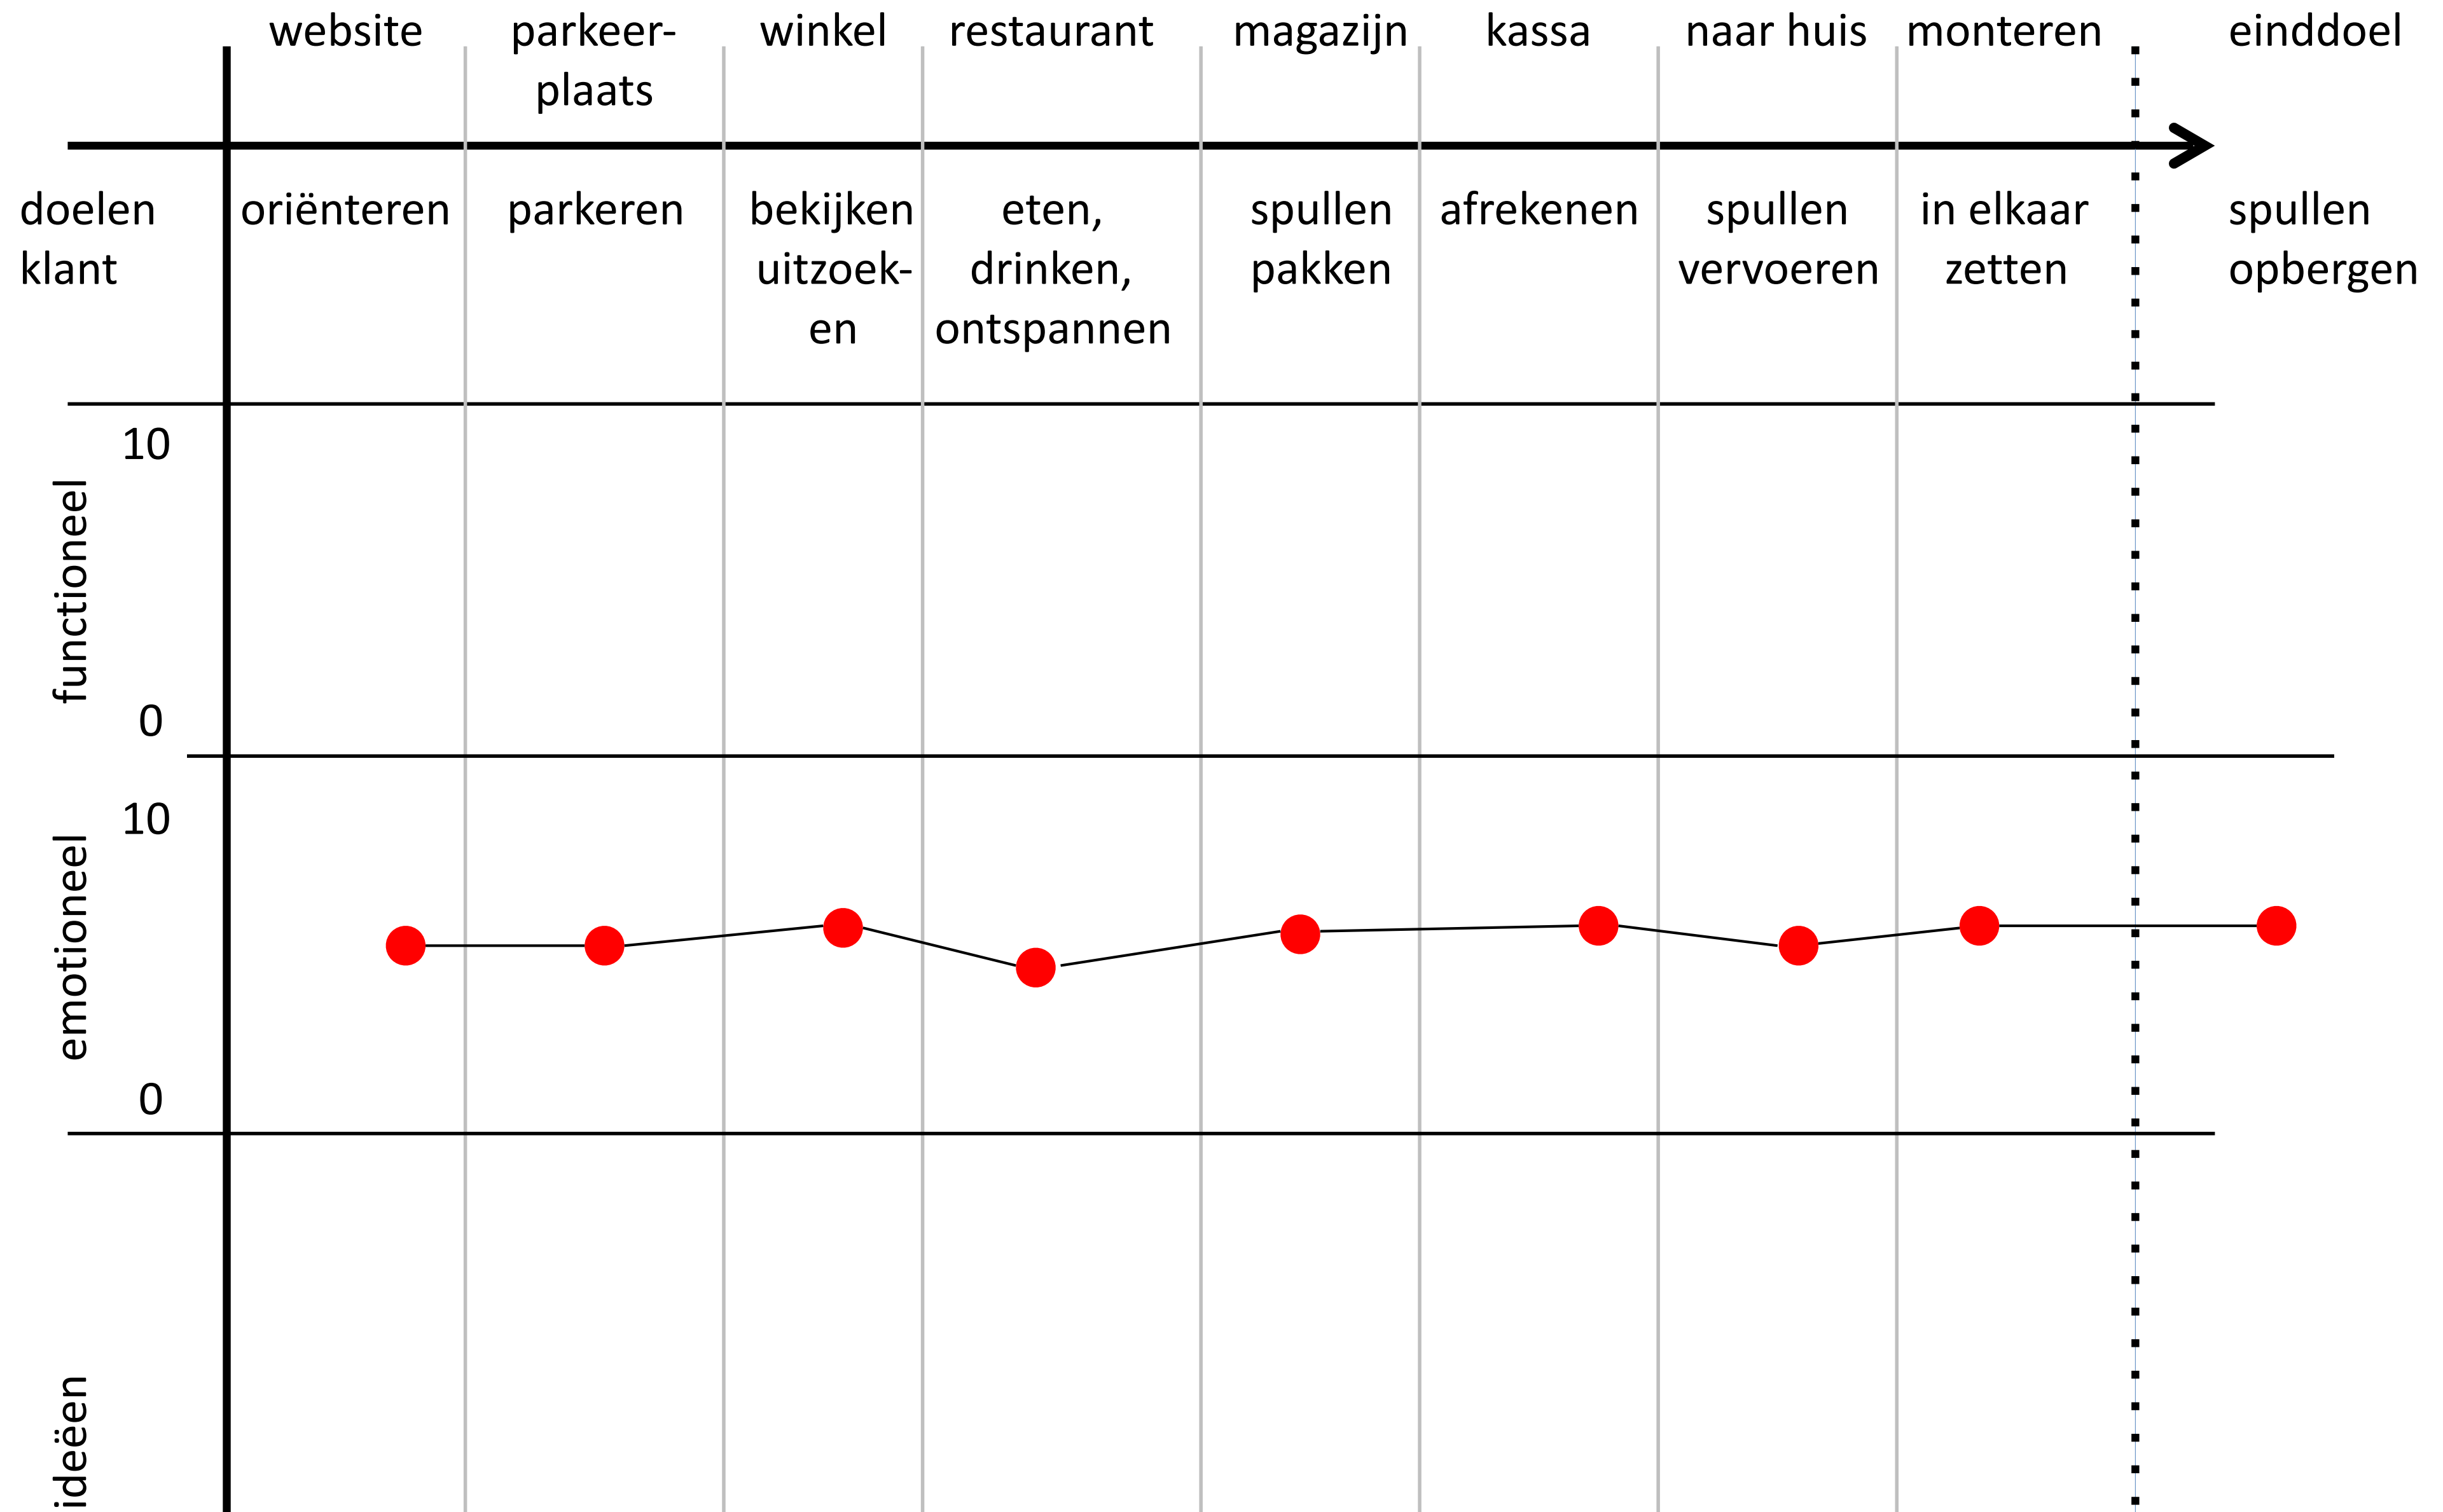 website
parkeer-
plaats
winkel
restaurant
magazijn
kassa
naar huis
monteren
einddoel
doelen
klant
oriënteren
parkeren
bekijken
uitzoek-
en
eten,
drinken,
ontspannen
spullen
pakken
afrekenen
spullen
vervoeren
in elkaar
zetten
spullen
opbergen
10
functioneel
0
10
emotioneel
0
ideëen